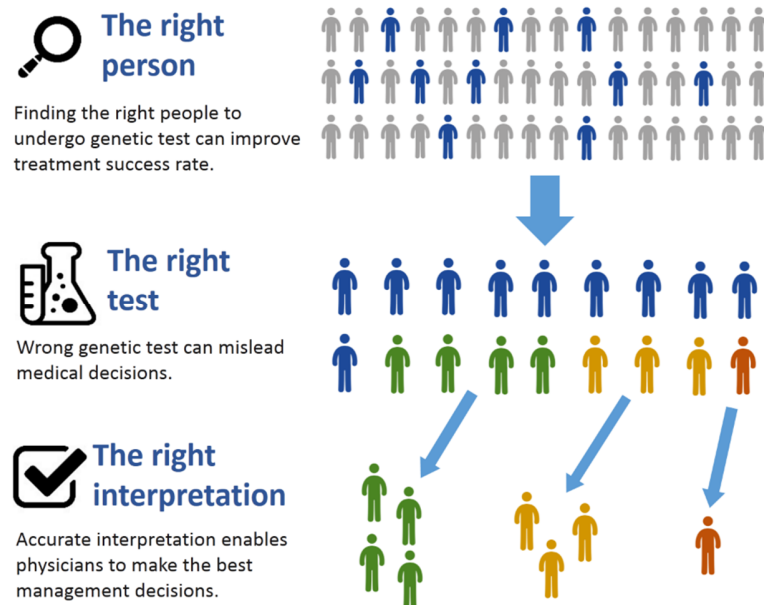 The right
person
Finding the right people to
undergo genetic test can improve
treatment success rate.
The right
test
Wrong genetic test can mislead
medical decisions.
The right
interpretation
Accurate interpretation enables
physicians to make the best
management decisions.